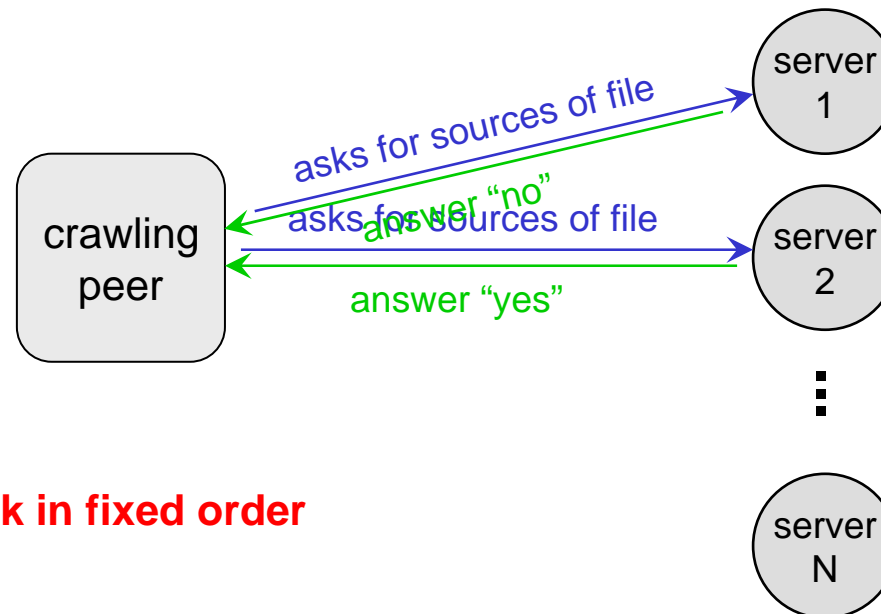 server
1
asks for sources of file
answer “no”
asks for sources of file
crawling
peer
server
2
answer “yes”
k in fixed order
server
N